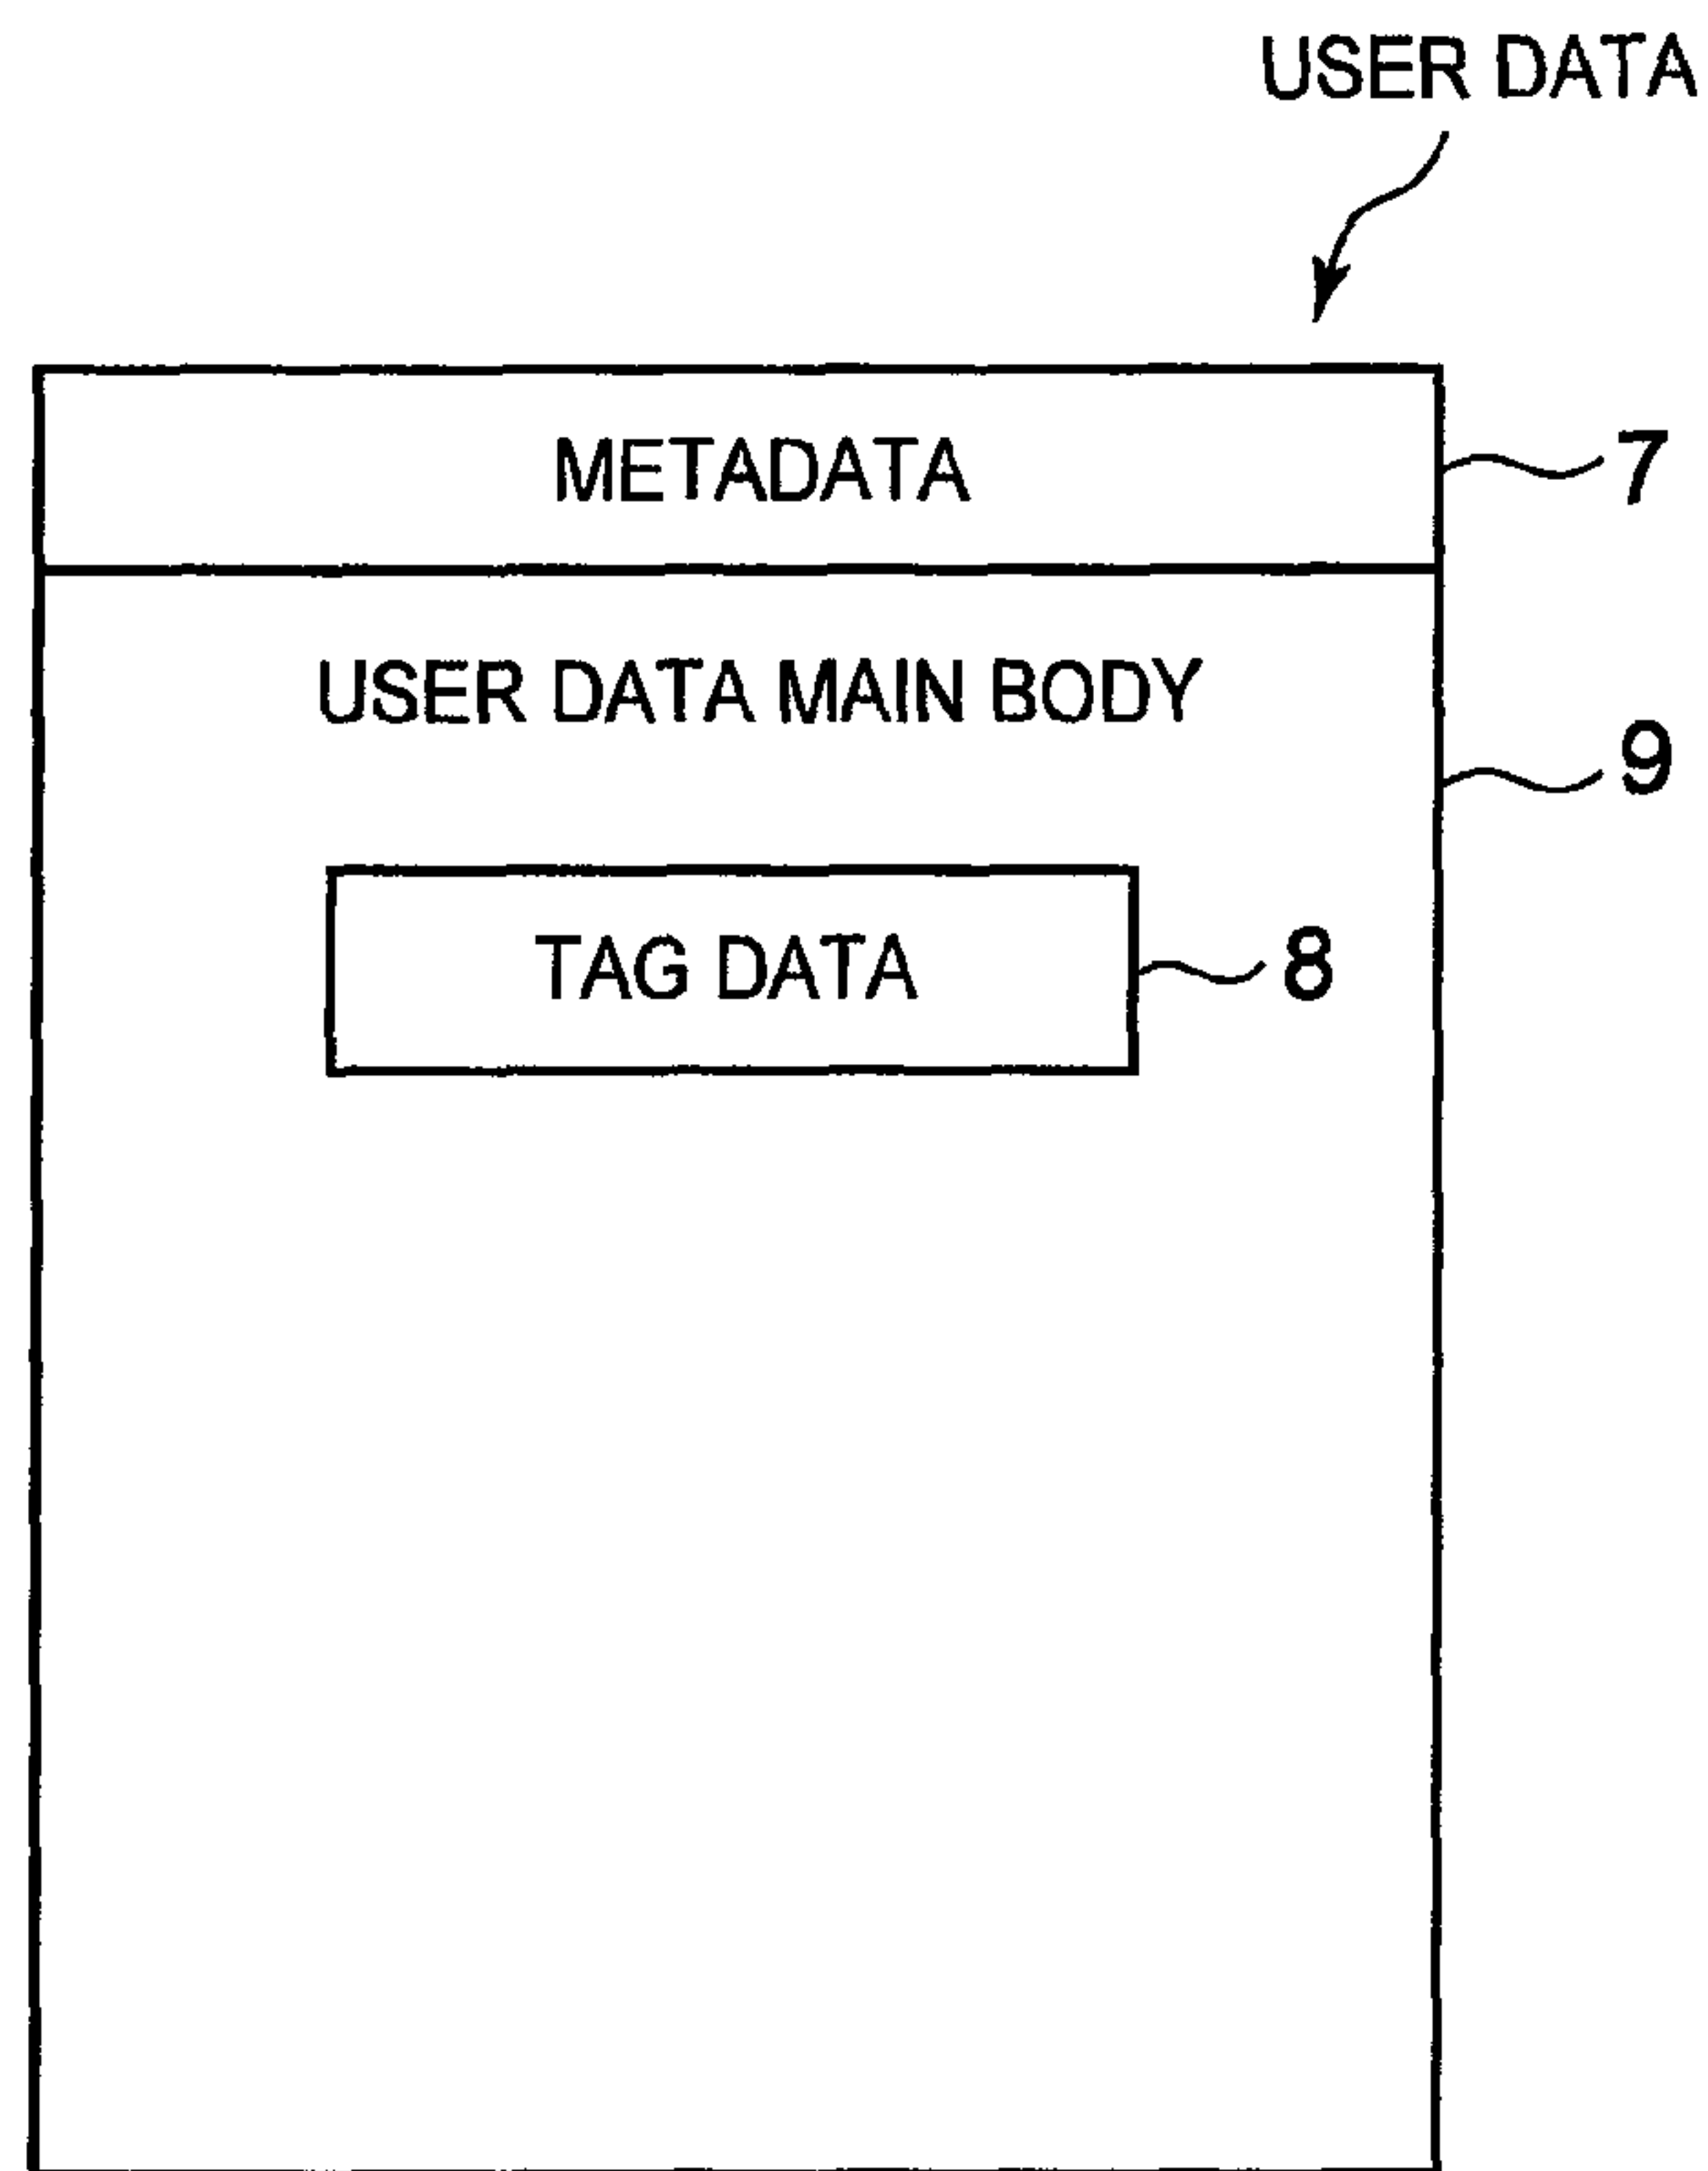 USER DATA
METADATA 7
USER DATA MAIN BODY
9
TAG DATA 8